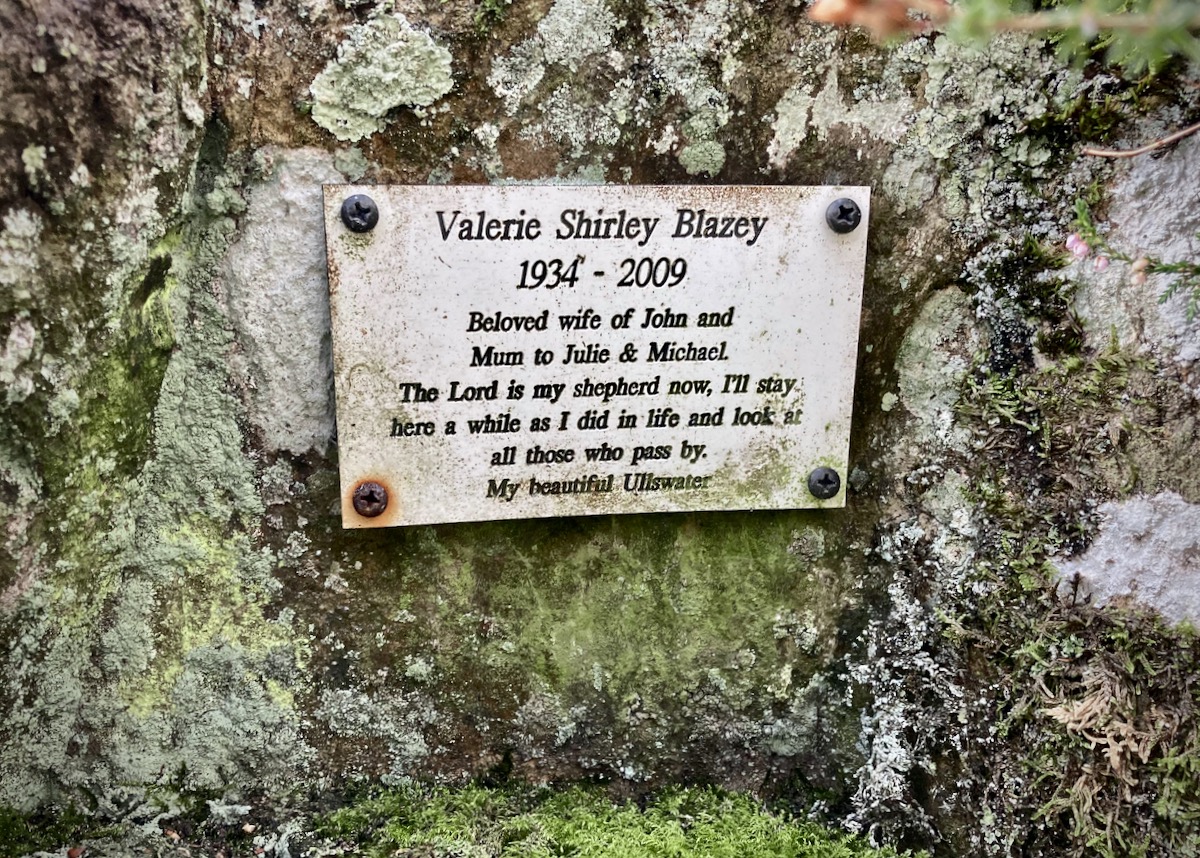 Valerie Shirley Blazey
1934 - 2009
Beloved wife of John and
Mum to Julie & Michael.
The Lord is my shepherd now, I'll stay
here a while as I did in life and look at
all those who pass by.
My beautiful Ullswater